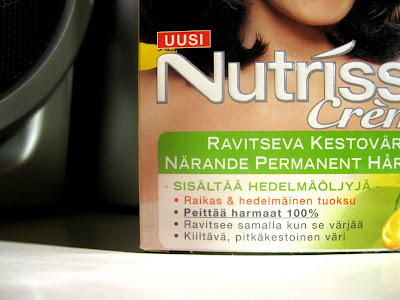 UUSI
Nutriss
Crèm
RAVITSEVA KESTOVÄR
NÄRANDE PERMANENT HÅR
- SISÄLTÄÄ HEDELMÄÖLJYJÄ -
• Raikas & hedelmäinen tuoksu
• Peittää harmaat 100%
• Ravitsee samalla kun se värjää
• Kiiltävä, pitkäkestoinen väri